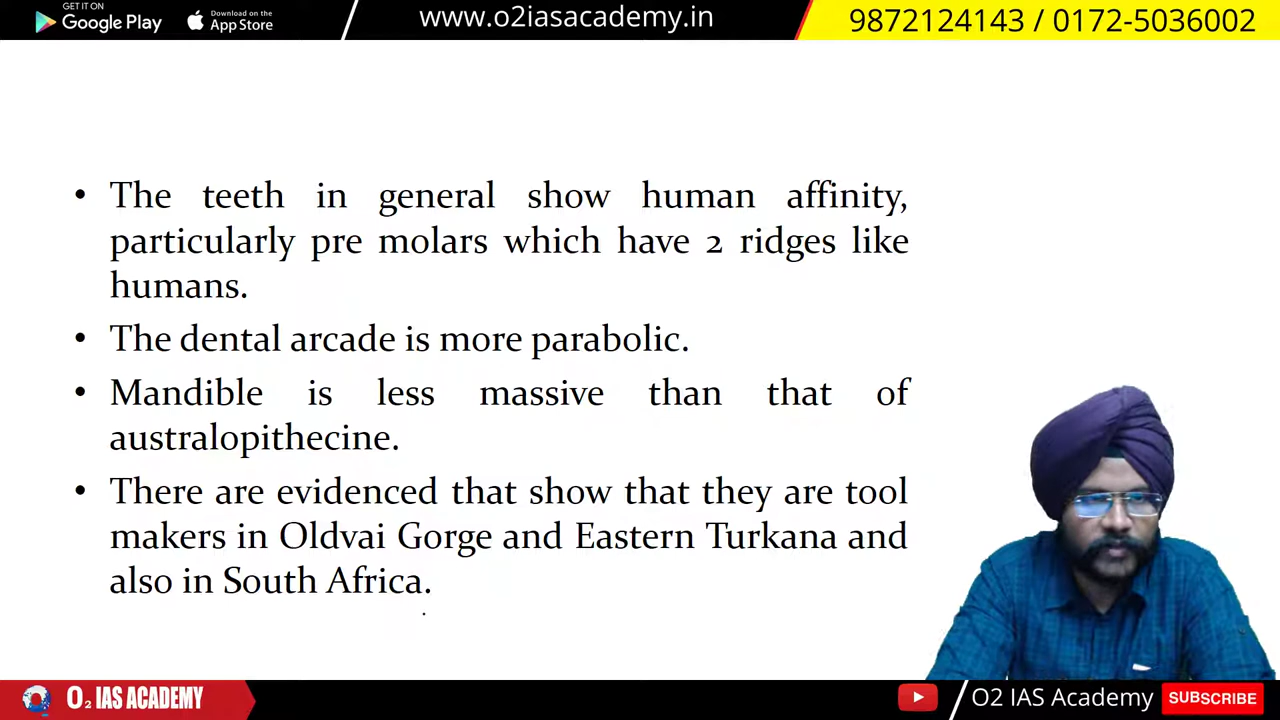 GET IT ON
Google Play
Download on the
App Store
www.o2iasacademy.in
9872124143 / 0172-5036002
• The teeth in general show human affinity,
particularly pre molars which have 2 ridges like
humans.
• The dental arcade is more parabolic.
• Mandible is less massive than that of
australopithecine.
• There are evidenced that show that they are tool
makers in Oldvai Gorge and Eastern Turkana and
also in South Africa.
O2 IAS ACADEMY
O2 IAS Academy
SUBSCRIBE